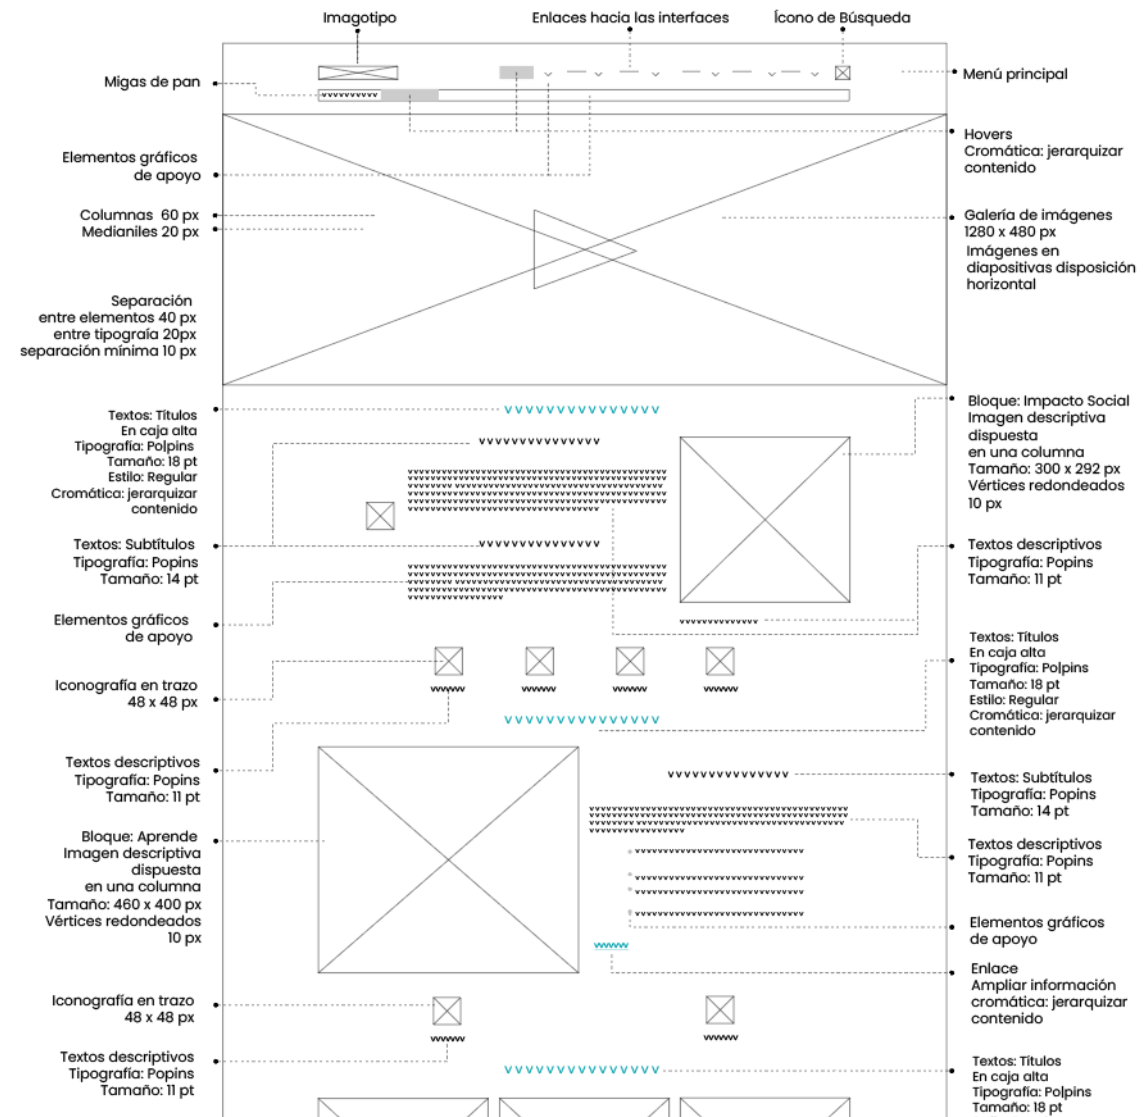 Imagotipo
Enlaces hacia las interfaces
Ícono de Búsqueda
Migas de pan
Menú principal
Hovers
Cromática: jerarquizar
contenido
Elementos gráficos
de apoyo
Columnas 60 px
Medianiles 20 px
Galería de imágenes
1280 x 480 px
Imágenes en
diapositivas disposición
horizontal
Separación
entre elementos 40 px
entre tipograía 20px
separación mínima 10 px
Textos: Títulos
En caja alta
Tipografía: Po|pins
Tamaño: 18 pt
Estilo: Regular
Cromática: jerarquizar
contenido
Bloque: Impacto Social
Imagen descriptiva
dispuesta
en una columna
Tamaño: 300 x 292 px
Vértices redondeados
10 px
Textos: Subtítulos
Tipografía: Popins
Tamaño: 14 pt
Textos descriptivos
Tipografía: Popins
Tamaño: 11 pt
Elementos gráficos
de apoyo
Textos: Títulos
En caja alta
Tipografía: Po|pins
Tamaño: 18 pt
Estilo: Regular
Cromática: jerarquizar
contenido
Iconografía en trazo
48 x 48 px
Textos descriptivos
Tipografía: Popins
Tamaño: 11 pt
Textos: Subtítulos
Tipografía: Popins
Tamaño: 14 pt
Bloque: Aprende
Imagen descriptiva
dispuesta
en una columna
Tamaño: 460 x 400 px
Vértices redondeados
10 px
Textos descriptivos
Tipografía: Popins
Tamaño: 11 pt
Elementos gráficos
de apoyo
Enlace
Ampliar información
cromática: jerarquizar
contenido
Iconografía en trazo
48 x 48 px
Textos descriptivos
Tipografía: Popins
Tamaño: 11 pt
Textos: Títulos
En caja alta
Tipografía: Po|pins
Tamaño: 18 pt